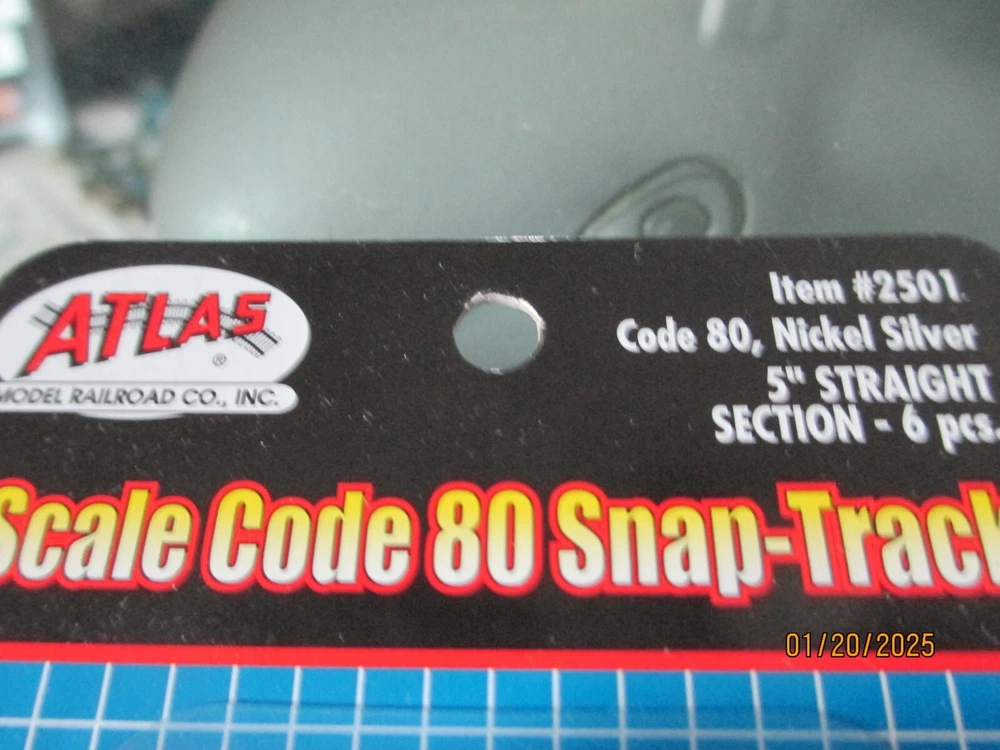 ATLAS
®
MODEL RAILROAD CO., INC.
Item #2501
Code 80, Nickel Silver
5" STRAIGHT
SECTION - 6 pcs.
Scale Code 80 Snap-Track
01/20/2025